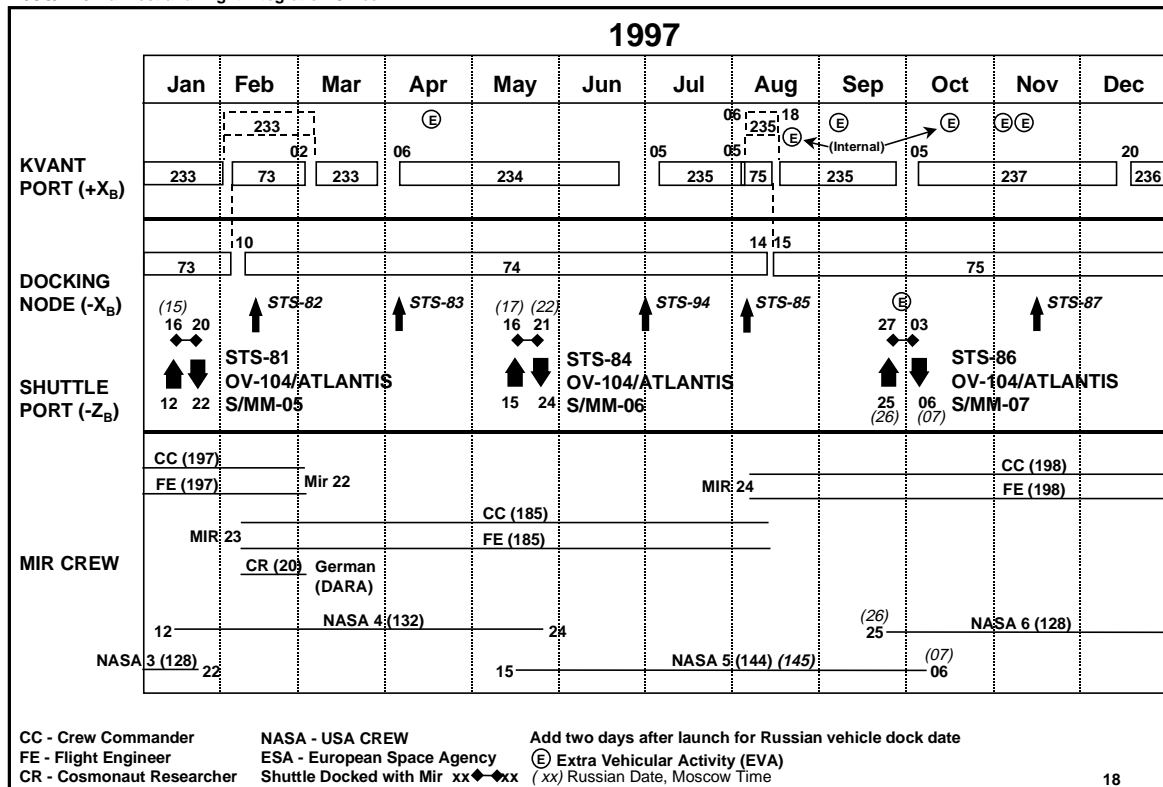 1997
Jan Feb Mar Apr May Jun Jul Aug Sep Oct Nov Dec
KVANT
PORT (+XB)
233
02
06
05
06
18
233
235
E
E
E
E
E
E
(Internal)
05
05
20
233
73
233
234
235
75
235
237
236
DOCKING
NODE (-XB)
10
14
15
73
74
75
STS-82
STS-83
STS-94
STS-85
E
STS-87
SHUTTLE
PORT (-ZB)
(15)
16 20
12 22
STS-81
OV-104/ATLANTIS
S/MM-05
(17) (22)
16 21
15 24
STS-84
OV-104/ATLANTIS
S/MM-06
27 03
25 06
(26) (07)
STS-86
OV-104/ATLANTIS
S/MM-07
MIR CREW
CC (197)
FE (197)
Mir 22
MIR 24
CC (198)
FE (198)
MIR 23
CC (185)
FE (185)
CR (20)
German
(DARA)
12
NASA 4 (132)
24
(26)
25
NASA 6 (128)
NASA 3 (128)
22
15
NASA 5 (144) (145)
(07)
06
CC - Crew Commander
FE - Flight Engineer
CR - Cosmonaut Researcher
NASA - USA CREW
ESA - European Space Agency
Shuttle Docked with Mir xx xx
Add two days after launch for Russian vehicle dock date
E Extra Vehicular Activity (EVA)
( xx) Russian Date, Moscow Time
18